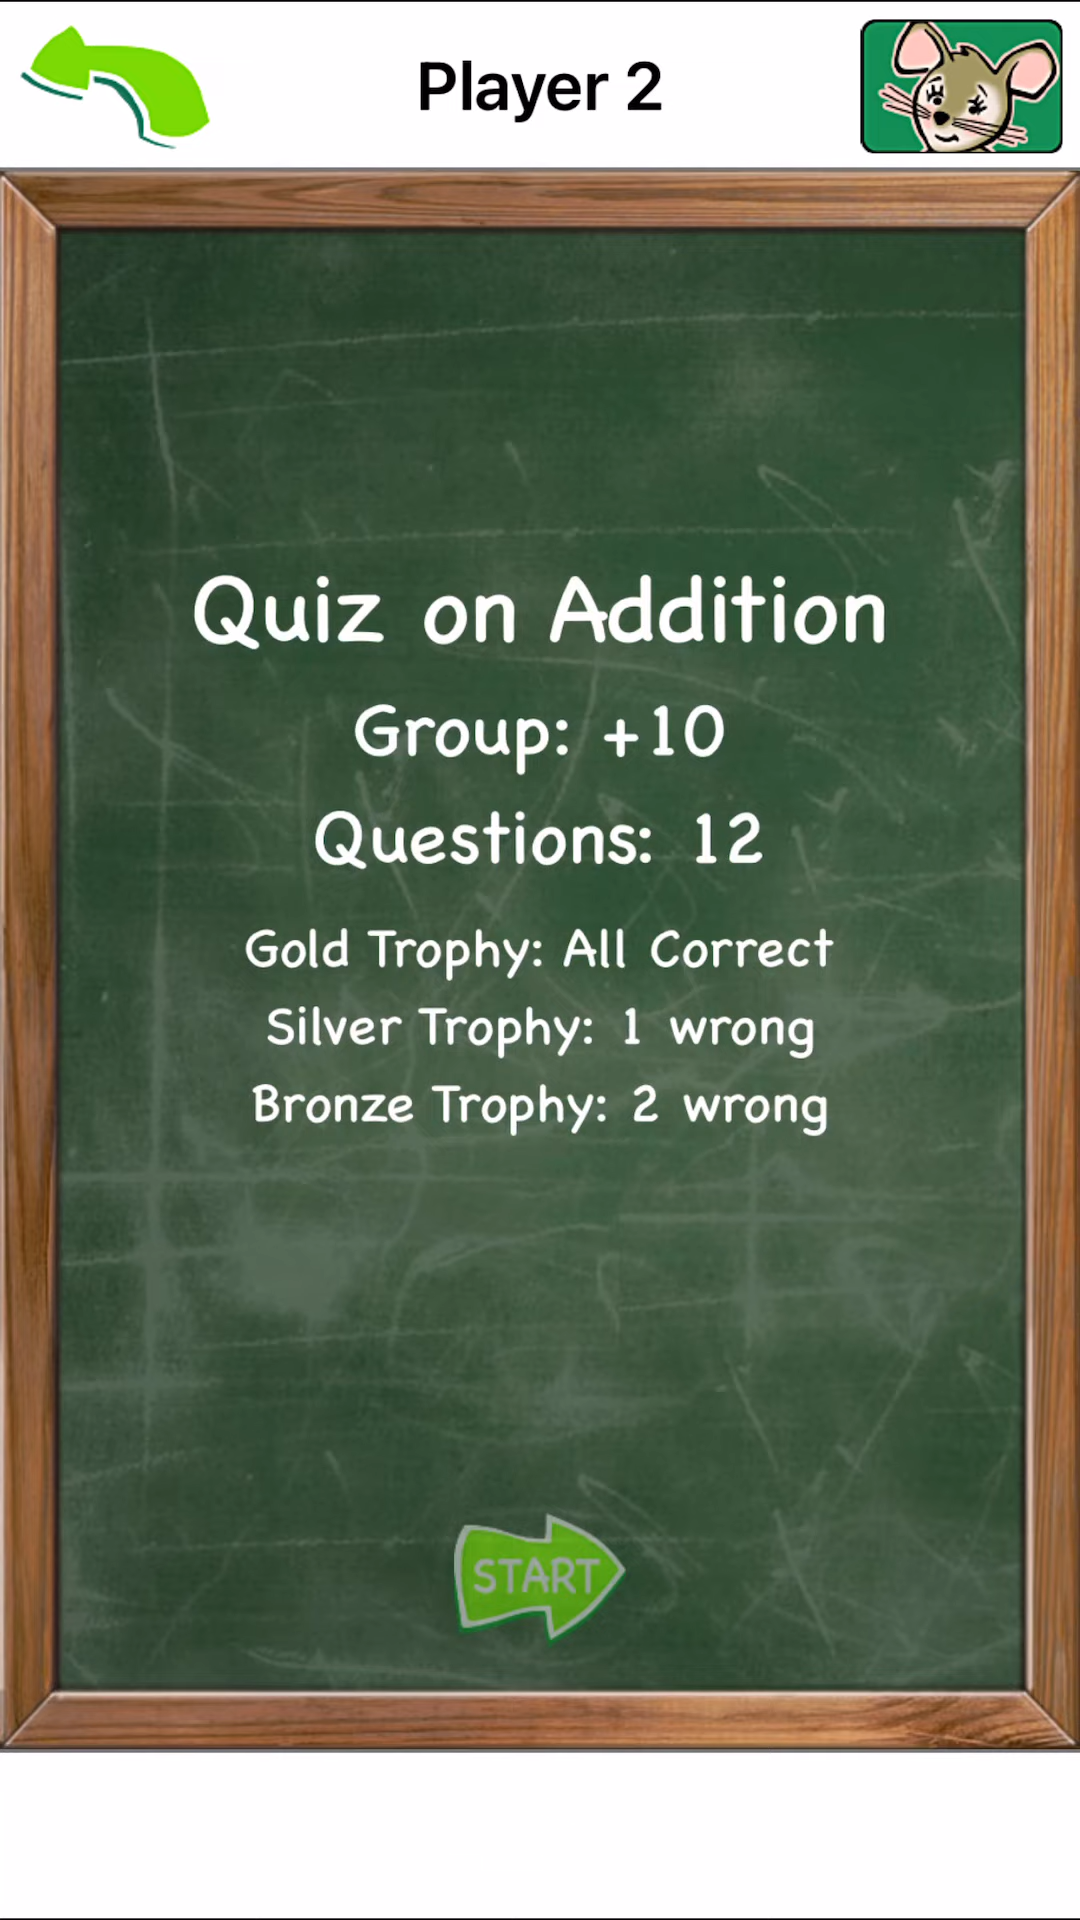 Player 2
Quiz on Addition
Group: +10
Questions: 12
Gold Trophy: All Correct
Silver Trophy: 1 wrong
Bronze Trophy: 2 wrong
START